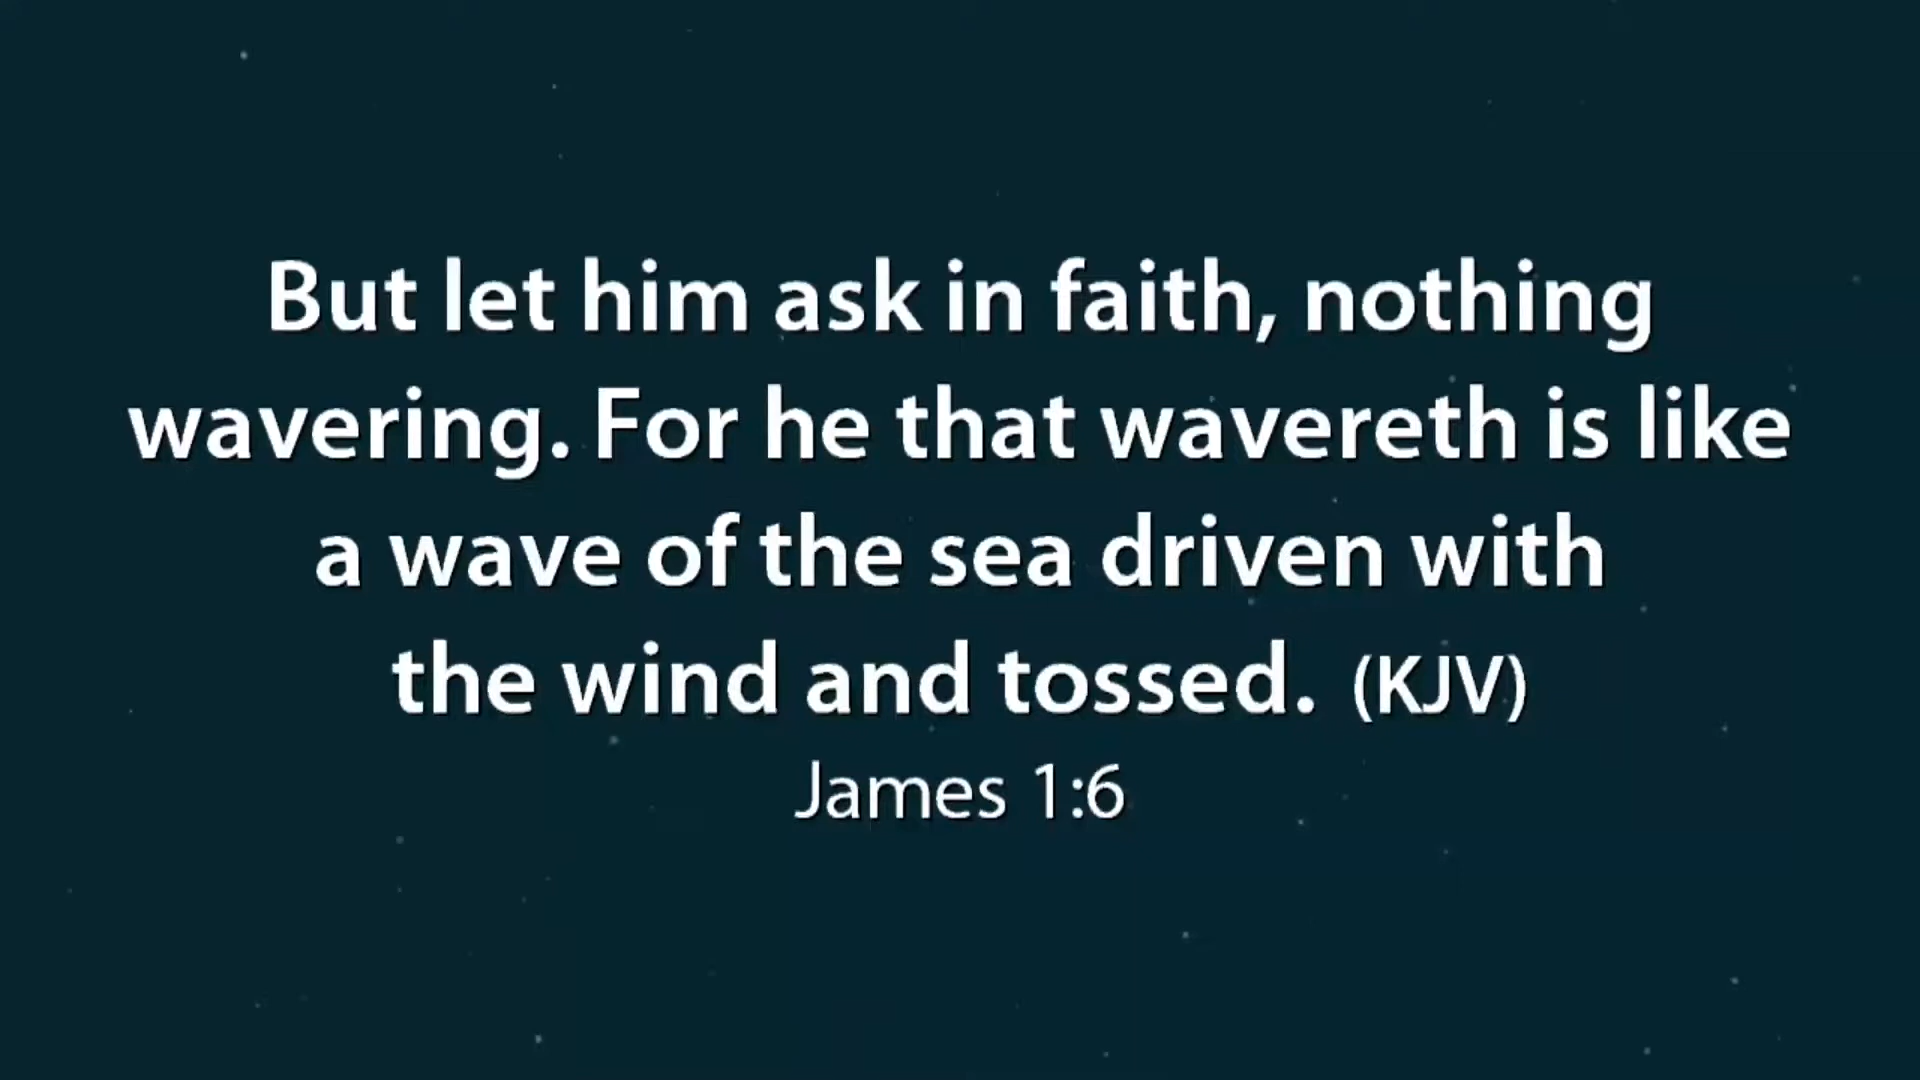 But let him ask in faith, nothing
wavering. For he that wavereth is like
a wave of the sea driven with
the wind and tossed. (KJV)
James 1:6